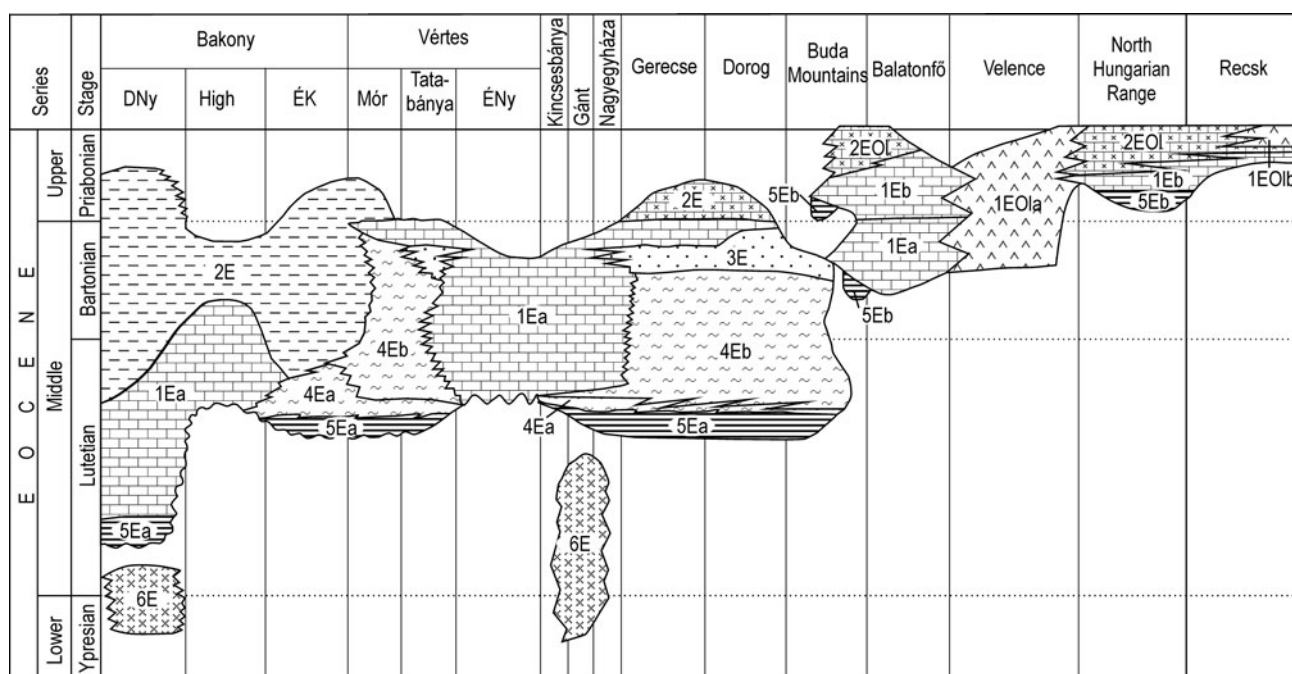 Series
Stage
Bakony
Vértes
Kincsesbánya
Gánt
Nagyegyháza
Gerecse
Dorog
Buda
Mountains
Balatonfő
Velence
North
Hungarian
Range
Recsk
DNy
High
ÉK
Mór
Tata-
bánya
ÉNy
EOCENE
Upper
Middle
Lower
Priabonian
Bartonian
Lutetian
Ypresian
2EOl
2EOl
5Eb
1Eb
1Eb
1EOlb
2E
5Eb
1EOla
1Ea
3E
2E
5Eb
1Ea
4Eb
4Eb
1Ea
4Ea
5Ea
4Ea
5Ea
5Ea
6E
6E